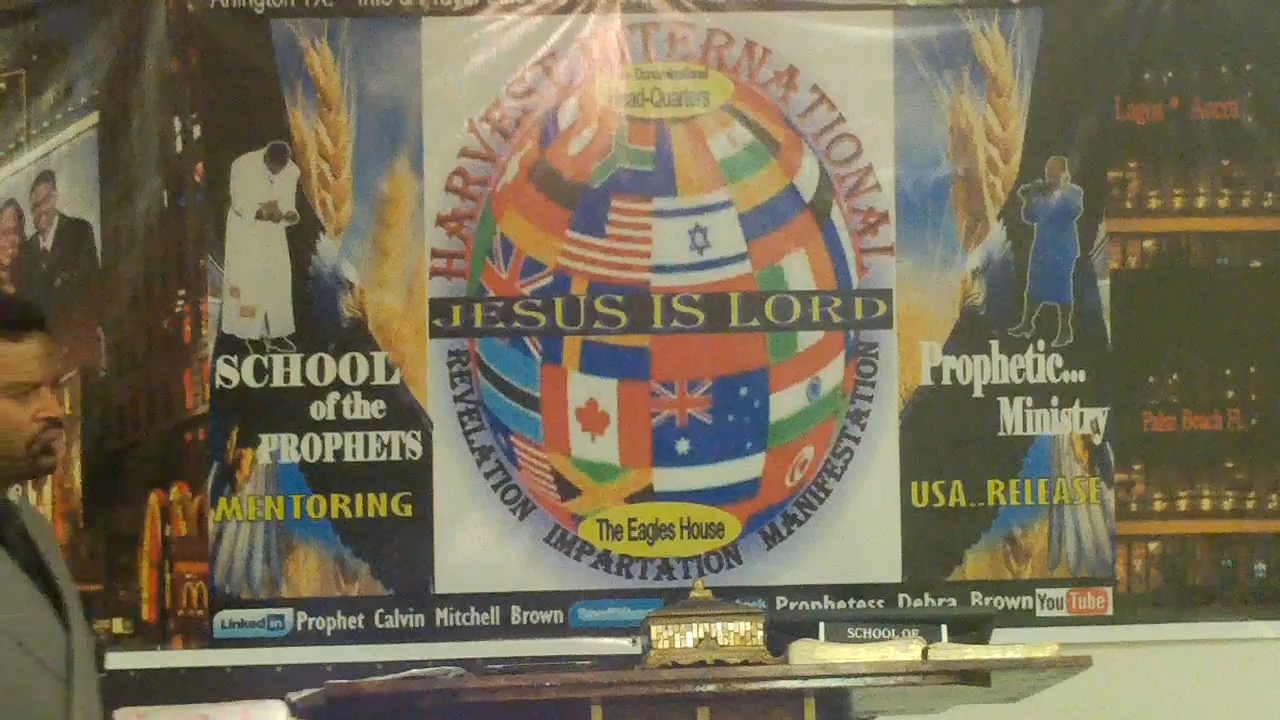 Arlington TX.
HARVEST INTERNATIONAL
Head-Quarters
Lagos * Accra
JESUS IS LORD
SCHOOL
of the
PROPHETS
MENTORING
Prophetic...
Ministry
USA..RELEASE
Palm Beach FL
The Eagles House
REVELATION IMPARTATION MANIFESTATION
Linked in Prophet Calvin Mitchell Brown
Prophetess Debra Brown YouTube
SCHOOL OF